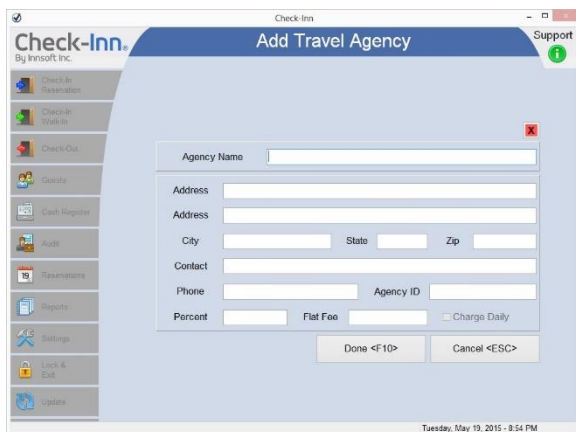 Check-Inn
Check-Inn®
By Innsoft Inc.
Add Travel Agency
Support
Check-In
Reservation
Check-In
Walk-In
Check-Out
Guests
Cash Register
Audit
19
Reservations
Reports
Settings
Lock &
Exit
Update
X
Agency Name
Address
Address
City State Zip
Contact
Phone Agency ID
Percent Flat Fee Charge Daily
Done <F10> Cancel <ESC>
Tuesday, May 19, 2015 - 8:54 PM